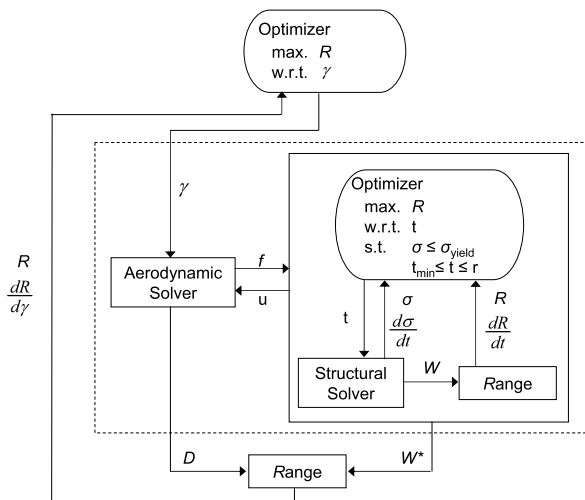 Optimizer
max. R
w.r.t. γ
γ
Optimizer
max. R
w.r.t. t
s.t. σ ≤ σyield
tmin ≤ t ≤ r
R
dR
dγ
Aerodynamic
Solver
f
u
t
σ
dσ
dt
R
dR
dt
Structural
Solver
W
Range
D
Range
W*